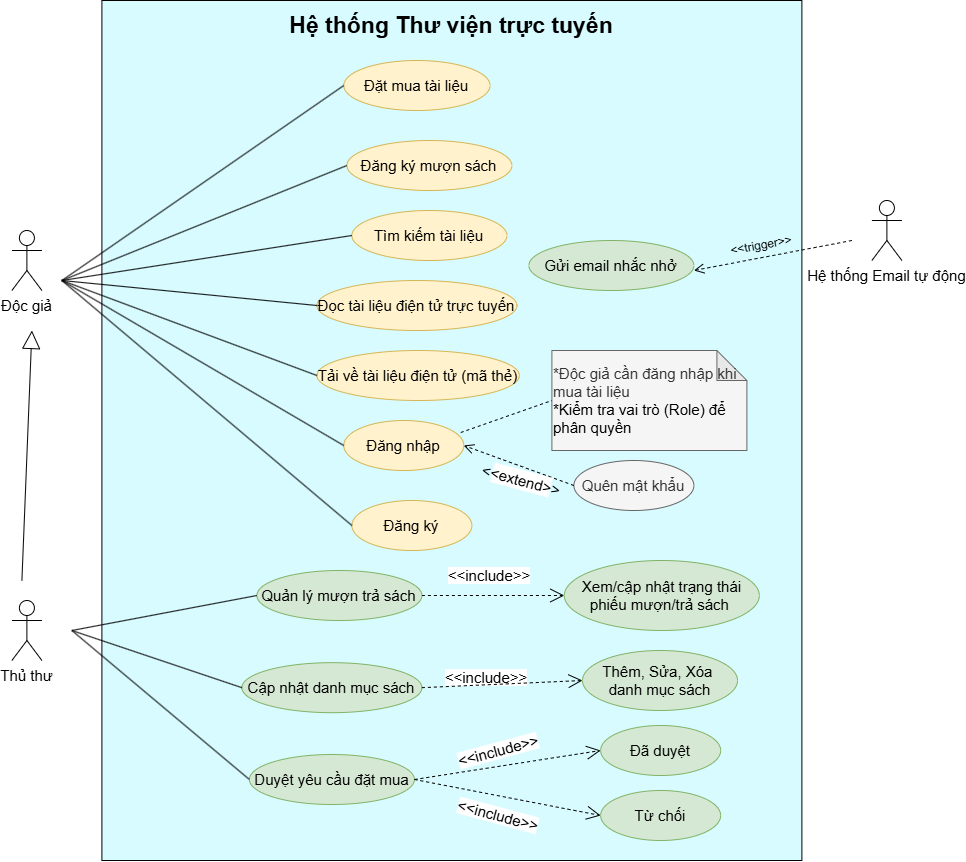 Hệ thống Thư viện trực tuyến
Đặt mua tài liệu
Đăng ký mượn sách
Tìm kiếm tài liệu
<<trigger>>
Gửi email nhắc nhở
Hệ thống Email tự động
Độc giả
Đọc tài liệu điện tử trực tuyến
Tải về tài liệu điện tử (mã thẻ)
*Độc giả cần đăng nhập khi
mua tài liệu
*Kiểm tra vai trò (Role) để
phân quyền
Đăng nhập
<<extend>>
Quên mật khẩu
Đăng ký
Quản lý mượn trả sách
<<include>>
Xem/cập nhật trạng thái
phiếu mượn/trả sách
Thủ thư
Cập nhật danh mục sách
<<include>>
Thêm, Sửa, Xóa
danh mục sách
Duyệt yêu cầu đặt mua
<<include>>
Đã duyệt
<<include>>
Từ chối